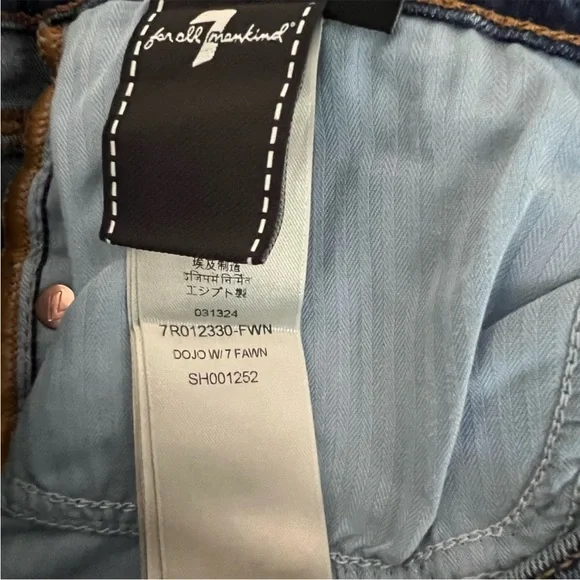 7
for all mankind®
埃及制造
इजिप्त में निर्मित
エジプト製
031324
7R012330-FWN
DOJO W/ 7 FAWN
SH001252